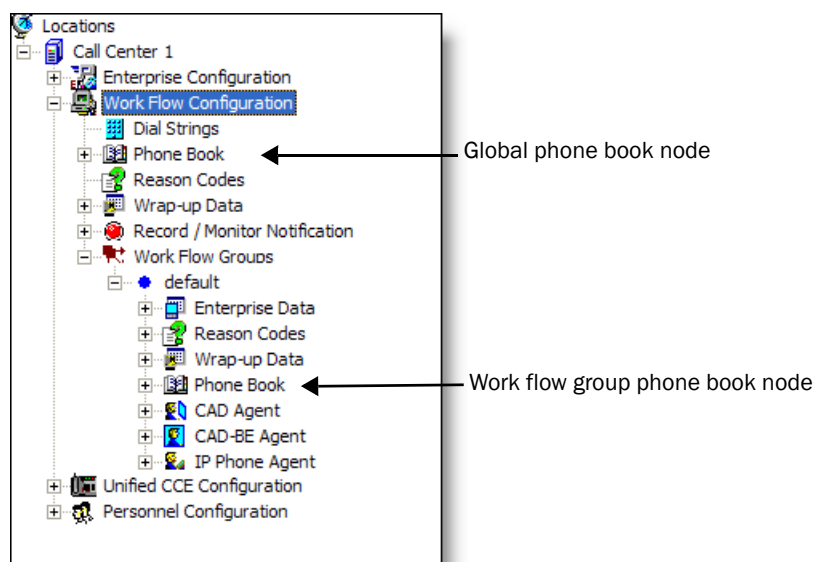 Locations
Call Center 1
Enterprise Configuration
Work Flow Configuration
Dial Strings
Phone Book
Global phone book node
Reason Codes
Wrap-up Data
Record / Monitor Notification
Work Flow Groups
default
Enterprise Data
Reason Codes
Wrap-up Data
Phone Book
Work flow group phone book node
CAD Agent
CAD-BE Agent
IP Phone Agent
Unified CCE Configuration
Personnel Configuration